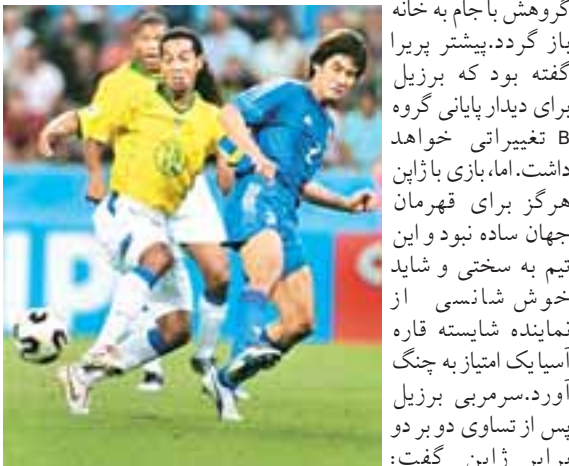 گروهش با جام به خانه
باز گردد.پیشتر پریرا
گفته بود که برزیل
برای دیدار پایانی گروه
B تغییراتی خواهد
داشت.اما،بازی با ژاپن
هرگز برای قهرمان
جهان ساده نبود و این
تیم به سختی و شاید
خوش شانسی از
نماینده شایسته قاره
آسیا یک امتیاز به چنگ
آورد.سرمربی برزیل
پس از تساوی دو بر دو
برابر ژاپن گفت: